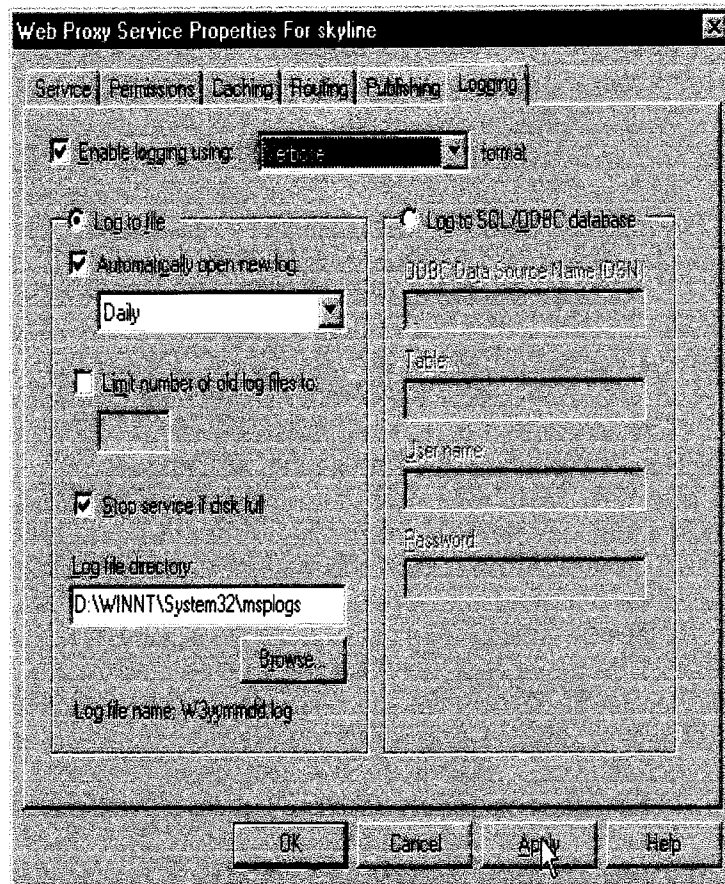 Web Proxy Service Properties For skyline
Service Permissions Caching Routing Publishing Logging
Enable logging using: Verbose format
Log to file
Automatically open new log:
Daily
Limit number of old log files to:
Stop service if disk full
Log file directory:
D:\WINNT\System32\msplogs
Browse...
Log file name: W3yymmdd.log
Log to SQL/ODBC database
ODBC Data Source Name (DSN)
Table:
User name:
Password:
OK Cancel Apply Help